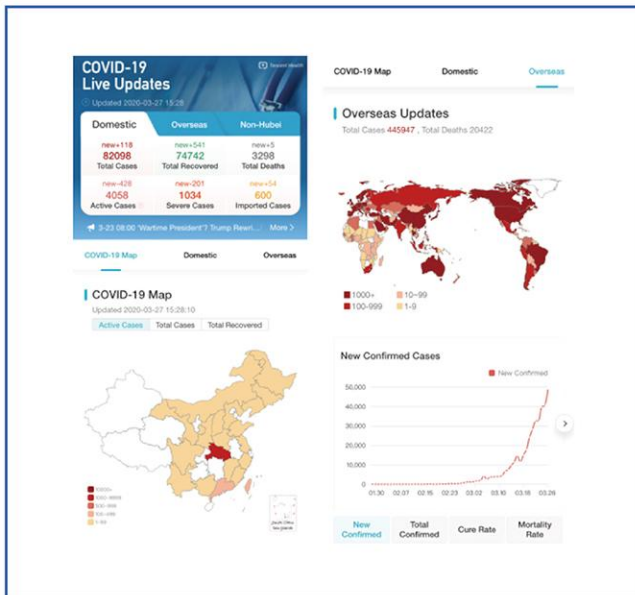 COVID-19
Live Updates
Tencent Health
Updated 2020-03-27 15:28
Domestic Overseas Non-Hubei
new+118 new+541 new+5
82098 74742 3298
Total Cases Total Recovered Total Deaths
new-428 new-201 new+54
4058 1034 600
Active Cases Severe Cases Imported Cases
3-23 08:00 'Wartime President'? Trump Rewri... More >
COVID-19 Map Domestic Overseas
COVID-19 Map
Updated 2020-03-27 15:28:10
Active Cases Total Cases Total Recovered
1-99
COVID-19 Map Domestic Overseas
Overseas Updates
Total Cases 445947 , Total Deaths 20422
1000+ 10~99
100-999 1-9
New Confirmed Cases
New Confirmed
50,000
40,000
30,000
20,000
10,000
0
01.30 02.07 02.15 02.23 03.02 03.10 03.18 03.26
New Confirmed
Total Confirmed
Cure Rate
Mortality Rate